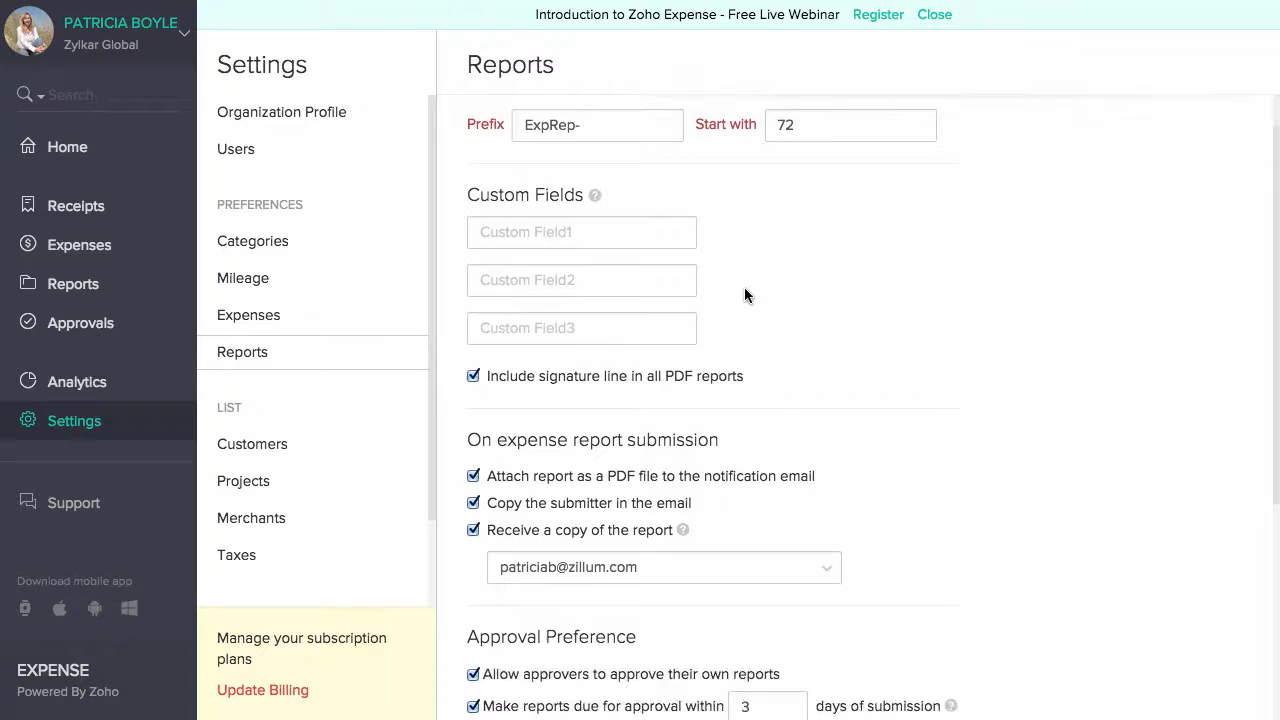 PATRICIA BOYLE
Zylkar Global
Search
Home
Receipts
Expenses
Reports
Approvals
Analytics
Settings
Support
Download mobile app
EXPENSE
Powered By Zoho
Introduction to Zoho Expense - Free Live Webinar Register Close
Settings
Organization Profile
Users
PREFERENCES
Categories
Mileage
Expenses
Reports
LIST
Customers
Projects
Merchants
Taxes
Manage your subscription
plans
Update Billing
Reports
Prefix ExpRep- Start with 72
Custom Fields ?
Custom Field1
Custom Field2
Custom Field3
Include signature line in all PDF reports
On expense report submission
Attach report as a PDF file to the notification email
Copy the submitter in the email
Receive a copy of the report ?
patriciab@zillum.com
Approval Preference
Allow approvers to approve their own reports
Make reports due for approval within 3 days of submission ?